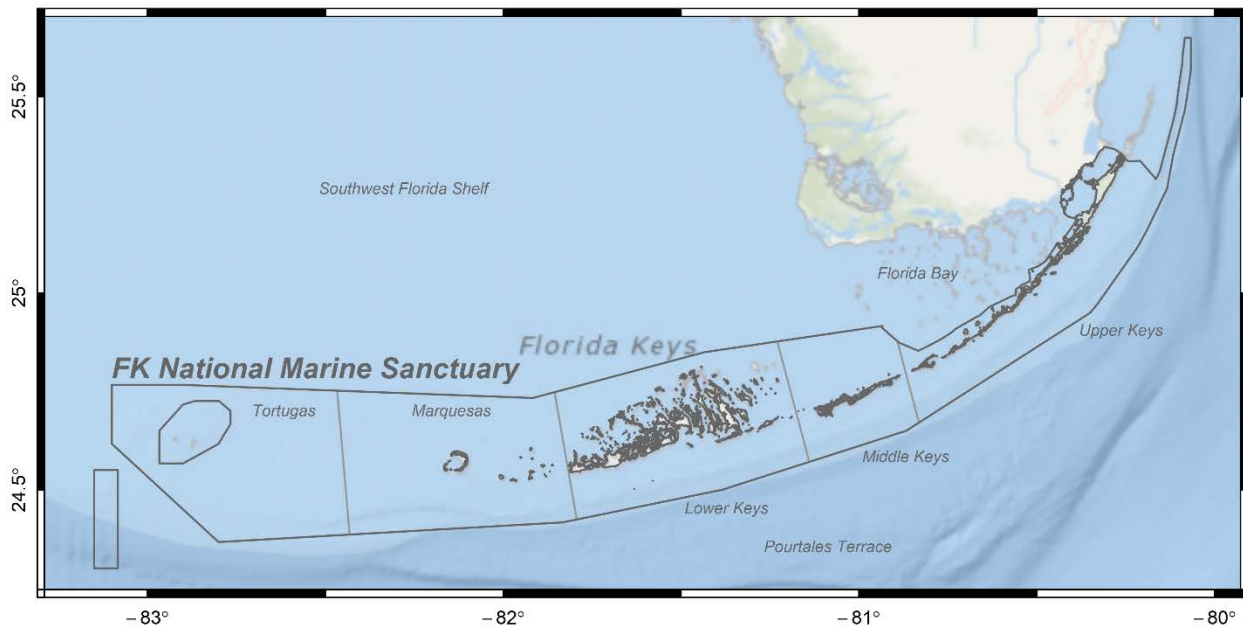 25.5°
Southwest Florida Shelf
Florida Bay
25°
Upper Keys
Florida Keys
FK National Marine Sanctuary
Tortugas
Marquesas
Middle Keys
24.5°
Lower Keys
Pourtales Terrace
−83°
−82°
−81°
−80°